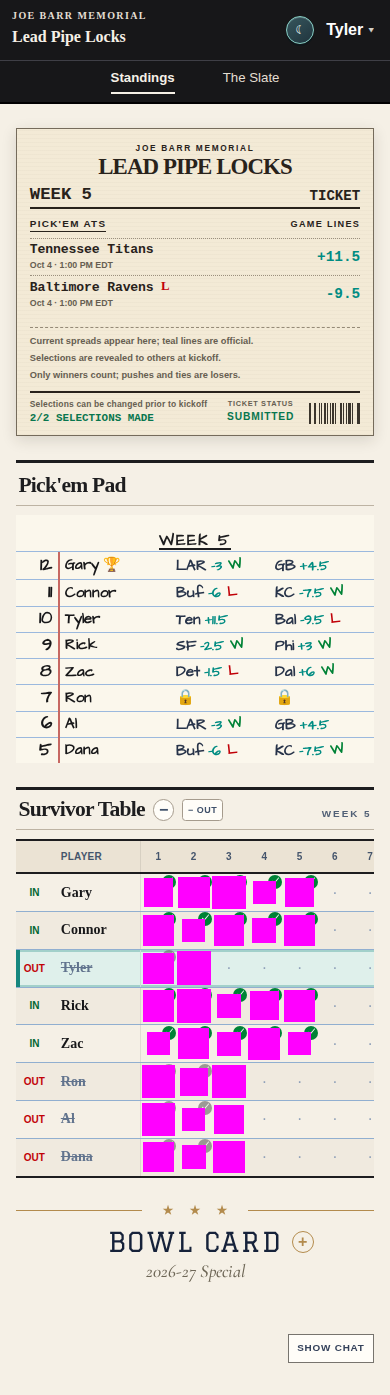 JOE BARR MEMORIAL
Lead Pipe Locks
Tyler
Standings The Slate
JOE BARR MEMORIAL
LEAD PIPE LOCKS
WEEK 5 TICKET
PICK'EM ATS GAME LINES
Tennessee Titans +11.5
Oct 4 · 1:00 PM EDT
Baltimore Ravens L -9.5
Oct 4 · 1:00 PM EDT
Current spreads appear here; teal lines are official.
Selections are revealed to others at kickoff.
Only winners count; pushes and ties are losers.
Selections can be changed prior to kickoff TICKET STATUS
2/2 SELECTIONS MADE SUBMITTED
Pick'em Pad
WEEK 5
12 Gary 🏆 LAR -3 W GB +4.5
11 Connor Buf -6 L KC -7.5 W
10 Tyler Ten +11.5 Bal -9.5 L
9 Rick SF -2.5 W Phi +3 W
8 Zac Det -1.5 L Dal +6 W
7 Ron 🔒 🔒
6 Al LAR -3 W GB +4.5
5 Dana Buf -6 L KC -7.5 W
Survivor Table − − OUT WEEK 5
PLAYER 1 2 3 4 5 6 7
IN Gary · ·
IN Connor · ·
OUT Tyler · · · · ·
IN Rick · ·
IN Zac · ·
OUT Ron · · · ·
OUT Al · · · ·
OUT Dana · · · ·
★ ★ ★
BOWL CARD +
2026-27 Special
SHOW CHAT